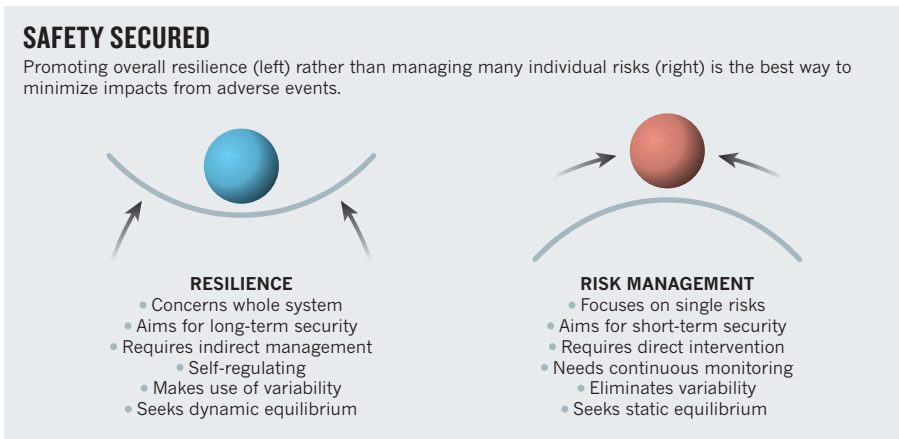 SAFETY SECURED
Promoting overall resilience (left) rather than managing many individual risks (right) is the best way to
minimize impacts from adverse events.
RESILIENCE
• Concerns whole system
• Aims for long-term security
• Requires indirect management
• Self-regulating
• Makes use of variability
• Seeks dynamic equilibrium
RISK MANAGEMENT
• Focuses on single risks
• Aims for short-term security
• Requires direct intervention
• Needs continuous monitoring
• Eliminates variability
• Seeks static equilibrium